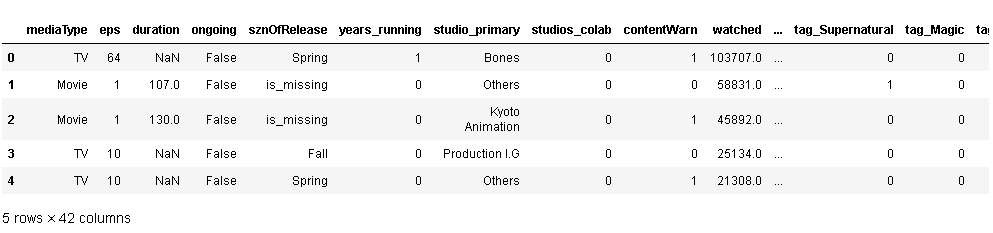 mediaType eps duration ongoing sznOfRelease years_running studio_primary studios_colab contentWarn watched ... tag_Supernatural tag_Magic
0 TV 64 NaN False Spring 1 Bones 0 1 103707.0 ... 0 0
1 Movie 1 107.0 False is_missing 0 Others 0 0 58831.0 ... 1 0
2 Movie 1 130.0 False is_missing 0 Kyoto Animation 0 1 45892.0 ... 0 0
3 TV 10 NaN False Fall 0 Production I.G 0 0 25134.0 ... 0 0
4 TV 10 NaN False Spring 0 Others 0 1 21308.0 ... 0 0
5 rows × 42 columns